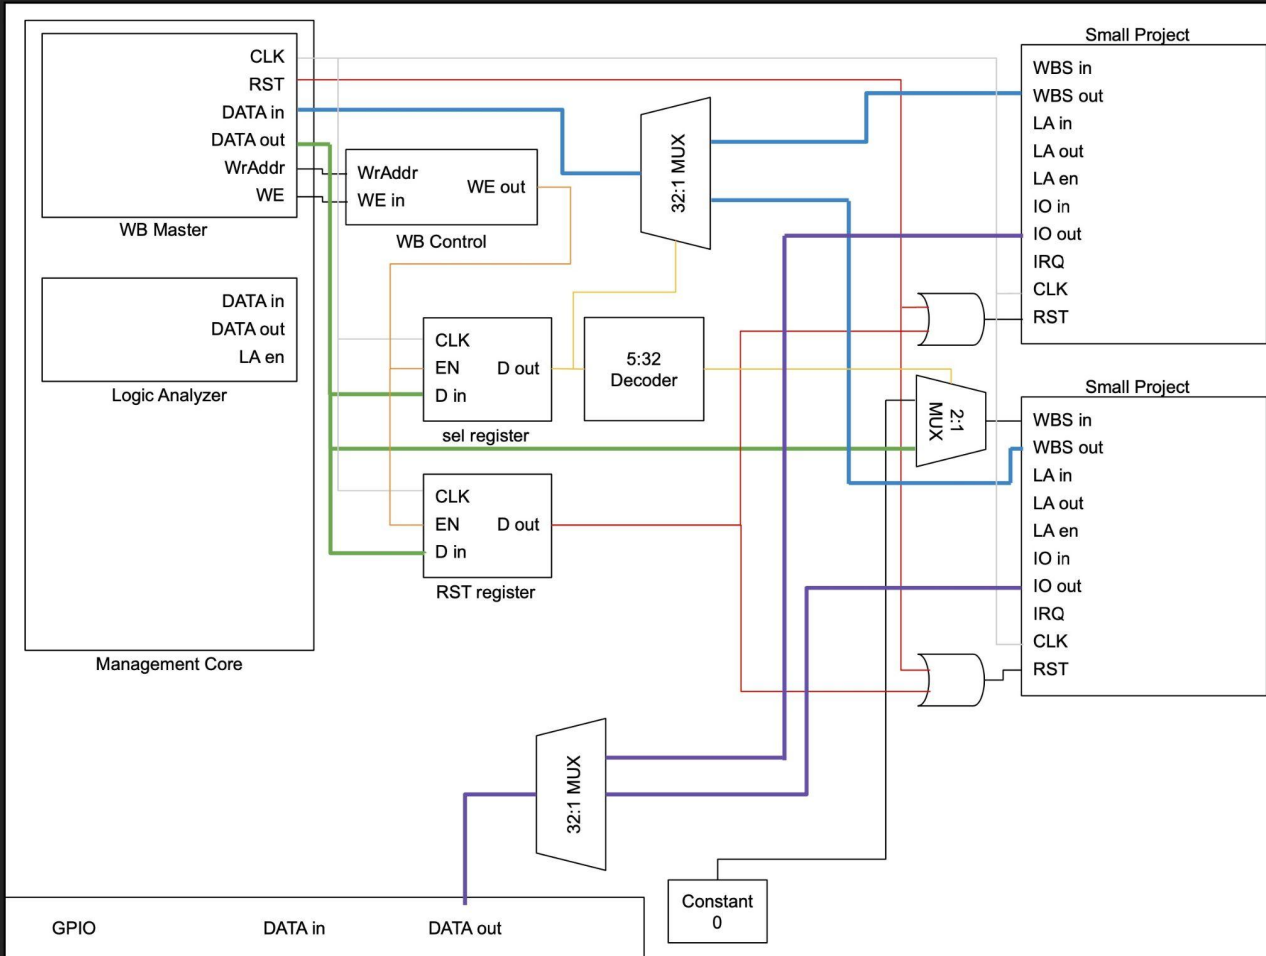 CLK
RST
DATA in
DATA out
WrAddr
WE
WB Master
WrAddr
WE in
WE out
WB Control
DATA in
DATA out
LA en
Logic Analyzer
Management Core
CLK
EN
D in
D out
sel register
5:32
Decoder
CLK
EN
D in
D out
RST register
32:1 MUX
2:1
MUX
Small Project
WBS in
WBS out
LA in
LA out
LA en
IO in
IO out
IRQ
CLK
RST
Small Project
WBS in
WBS out
LA in
LA out
LA en
IO in
IO out
IRQ
CLK
RST
32:1 MUX
Constant
0
GPIO
DATA in
DATA out